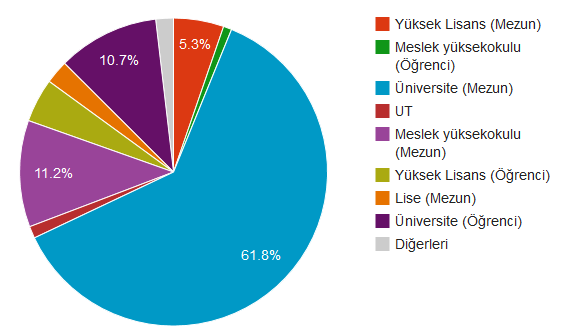 5.3%
10.7%
11.2%
61.8%
Yüksek Lisans (Mezun)
Meslek yüksekokulu
(Öğrenci)
Üniversite (Mezun)
UT
Meslek yüksekokulu
(Mezun)
Yüksek Lisans (Öğrenci)
Lise (Mezun)
Üniversite (Öğrenci)
Diğerleri